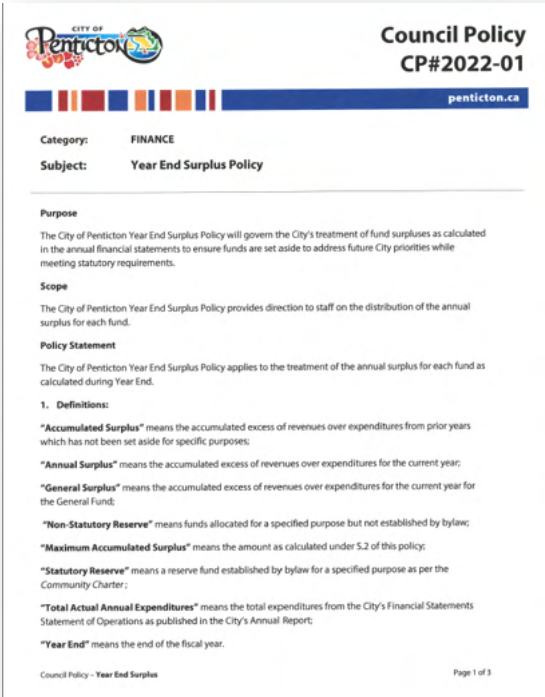 CITY OF
Penticton
Council Policy
CP#2022-01
penticton.ca
Category: FINANCE
Subject: Year End Surplus Policy
Purpose
The City of Penticton Year End Surplus Policy will govern the City's treatment of fund surpluses as calculated
in the annual financial statements to ensure funds are set aside to address future City priorities while
meeting statutory requirements.
Scope
The City of Penticton Year End Surplus Policy provides direction to staff on the distribution of the annual
surplus for each fund.
Policy Statement
The City of Penticton Year End Surplus Policy applies to the treatment of the annual surplus for each fund as
calculated during Year End.
1. Definitions:
"Accumulated Surplus" means the accumulated excess of revenues over expenditures from prior years
which has not been set aside for specific purposes;
"Annual Surplus" means the accumulated excess of revenues over expenditures for the current year;
"General Surplus" means the accumulated excess of revenues over expenditures for the current year for
the General Fund;
"Non-Statutory Reserve" means funds allocated for a specified purpose but not established by bylaw;
"Maximum Accumulated Surplus" means the amount as calculated under 5.2 of this policy;
"Statutory Reserve" means a reserve fund established by bylaw for a specified purpose as per the
Community Charter;
"Total Actual Annual Expenditures" means the total expenditures from the City's Financial Statements
Statement of Operations as published in the City's Annual Report;
"Year End" means the end of the fiscal year.
Council Policy – Year End Surplus Page 1 of 3